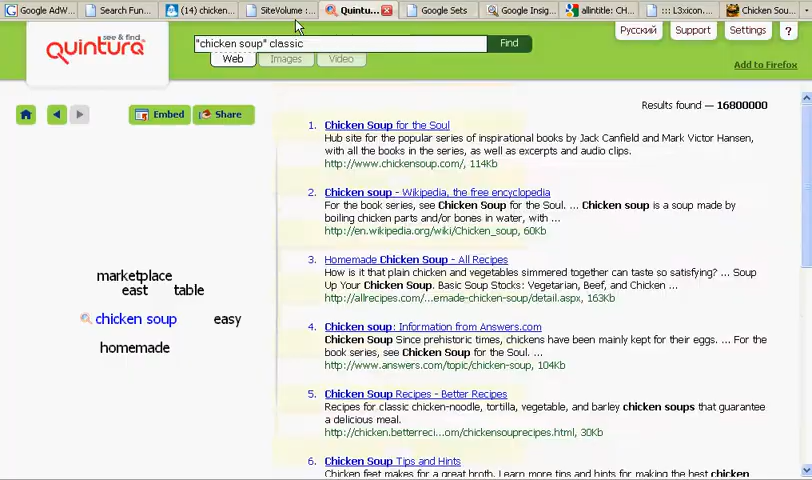 Google AdW...
Search Fun...
(14) chicken...
SiteVolume :...
Quintu...
Google Sets
Google Insig...
allintitle: CH...
::: L3xicon...
Chicken Sou...
see & find
quintura
"chicken soup" classic
Find
Web
Images
Video
Русский
Support
Settings
?
Add to Firefox
Embed
Share
Results found — 16800000
marketplace
east table
chicken soup easy
homemade
1. Chicken Soup for the Soul
Hub site for the popular series of inspirational books by Jack Canfield and Mark Victor Hansen,
with all the books in the series, as well as excerpts and audio clips.
http://www.chickensoup.com/, 114Kb
2. Chicken soup - Wikipedia, the free encyclopedia
For the book series, see Chicken Soup for the Soul. ... Chicken soup is a soup made by
boiling chicken parts and/or bones in water, with ...
http://en.wikipedia.org/wiki/Chicken_soup, 60Kb
3. Homemade Chicken Soup - All Recipes
How is it that plain chicken and vegetables simmered together can taste so satisfying? ... Soup
Up Your Chicken Soup. Basic Soup Stocks: Vegetarian, Beef, and Chicken ...
http://allrecipes.com/...emade-chicken-soup/detail.aspx, 163Kb
4. Chicken soup: Information from Answers.com
Chicken Soup Since prehistoric times, chickens have been mainly kept for their eggs. ... For the
book series, see Chicken Soup for the Soul. ...
http://www.answers.com/topic/chicken-soup, 104Kb
5. Chicken Soup Recipes - Better Recipes
Recipes for classic chicken-noodle, tortilla, vegetable, and barley chicken soups that guarantee
a delicious meal.
http://chicken.betterreci...om/chickensouprecipes.html, 30Kb
6. Chicken Soup Tips and Hints
Chicken feet makes for a great broth. Learn more tips and hints for making the best chicken